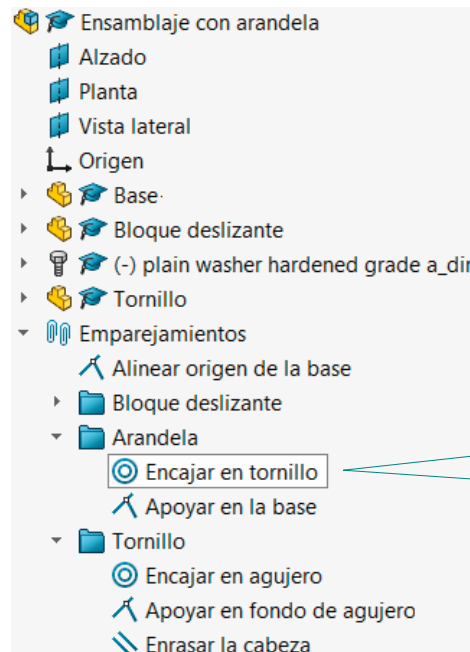 Ensamblaje con arandela
Alzado
Planta
Vista lateral
Origen
Base
Bloque deslizante
(-) plain washer hardened grade a_din
Tornillo
Emparejamientos
Alinear origen de la base
Bloque deslizante
Arandela
Encajar en tornillo
Apoyar en la base
Tornillo
Encajar en agujero
Apoyar en fondo de agujero
Enrasar la cabeza